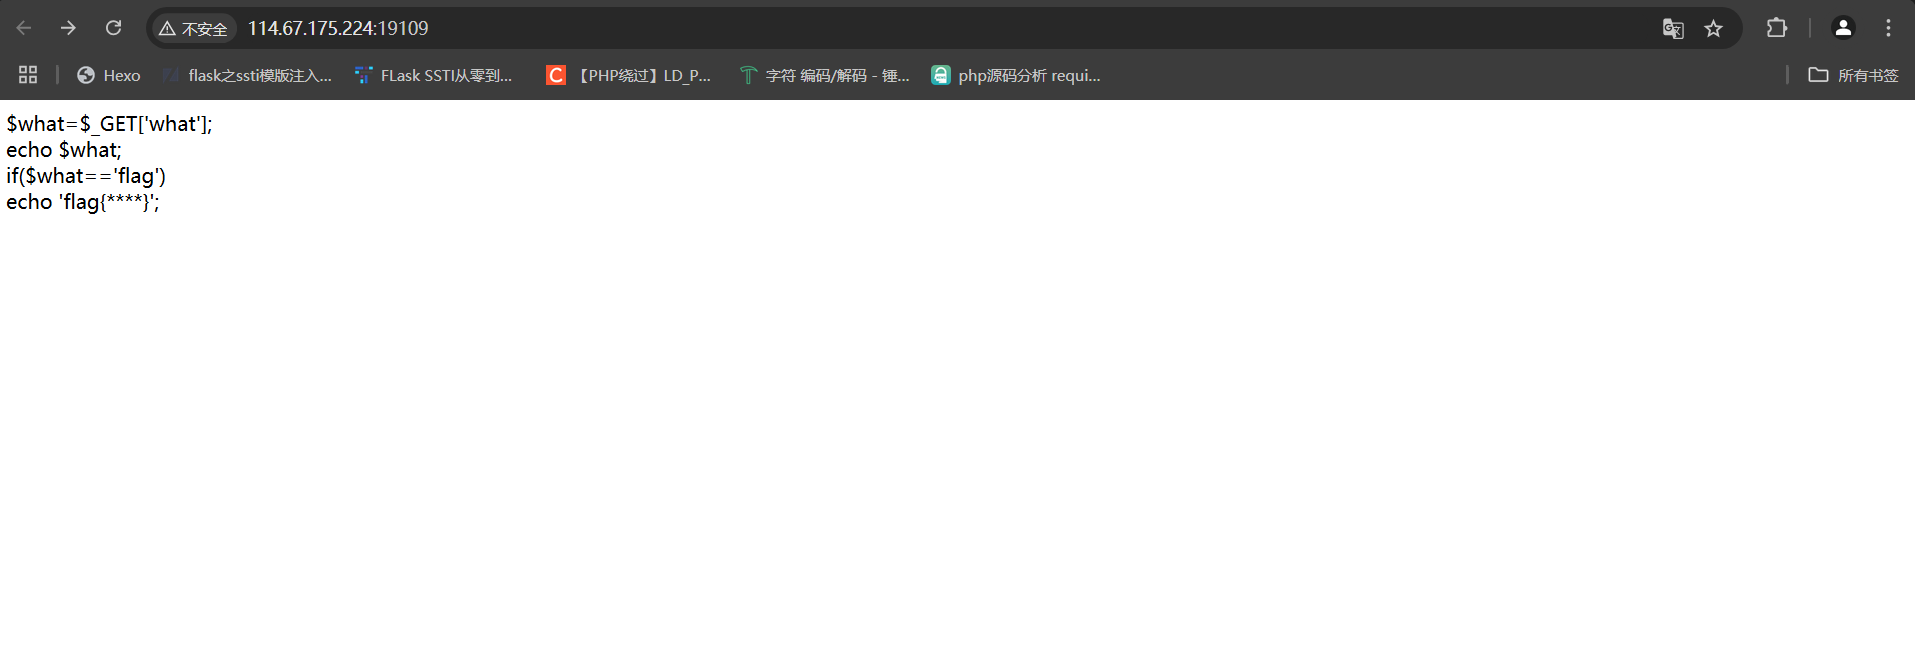 不安全 114.67.175.224:19109
Hexo flask之ssti模版注入... FLask SSTI从零到... 【PHP绕过】LD_P... 字符 编码/解码 - 锤... php源码分析 requi... 所有书签
$what=$_GET['what'];
echo $what;
if($what=='flag')
echo 'flag{****}';